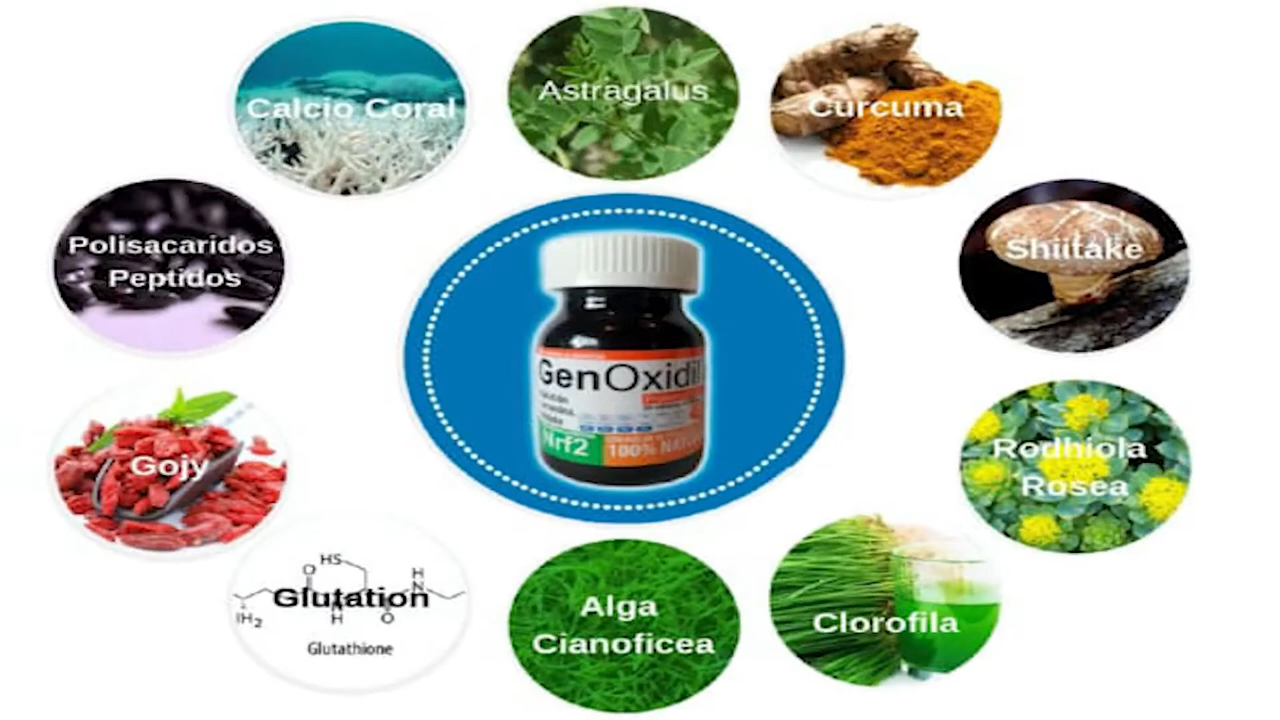 Calcio Coral
Astragalus
Curcuma
Polisacaridos
Peptidos
Shiitake
GenOxidil
Nrf2
100%
Gojy
Rodhiola
Rosea
HS
O
H
N
H
O
IH2
Glutation
Glutathione
Alga
Cianoficea
Clorofila